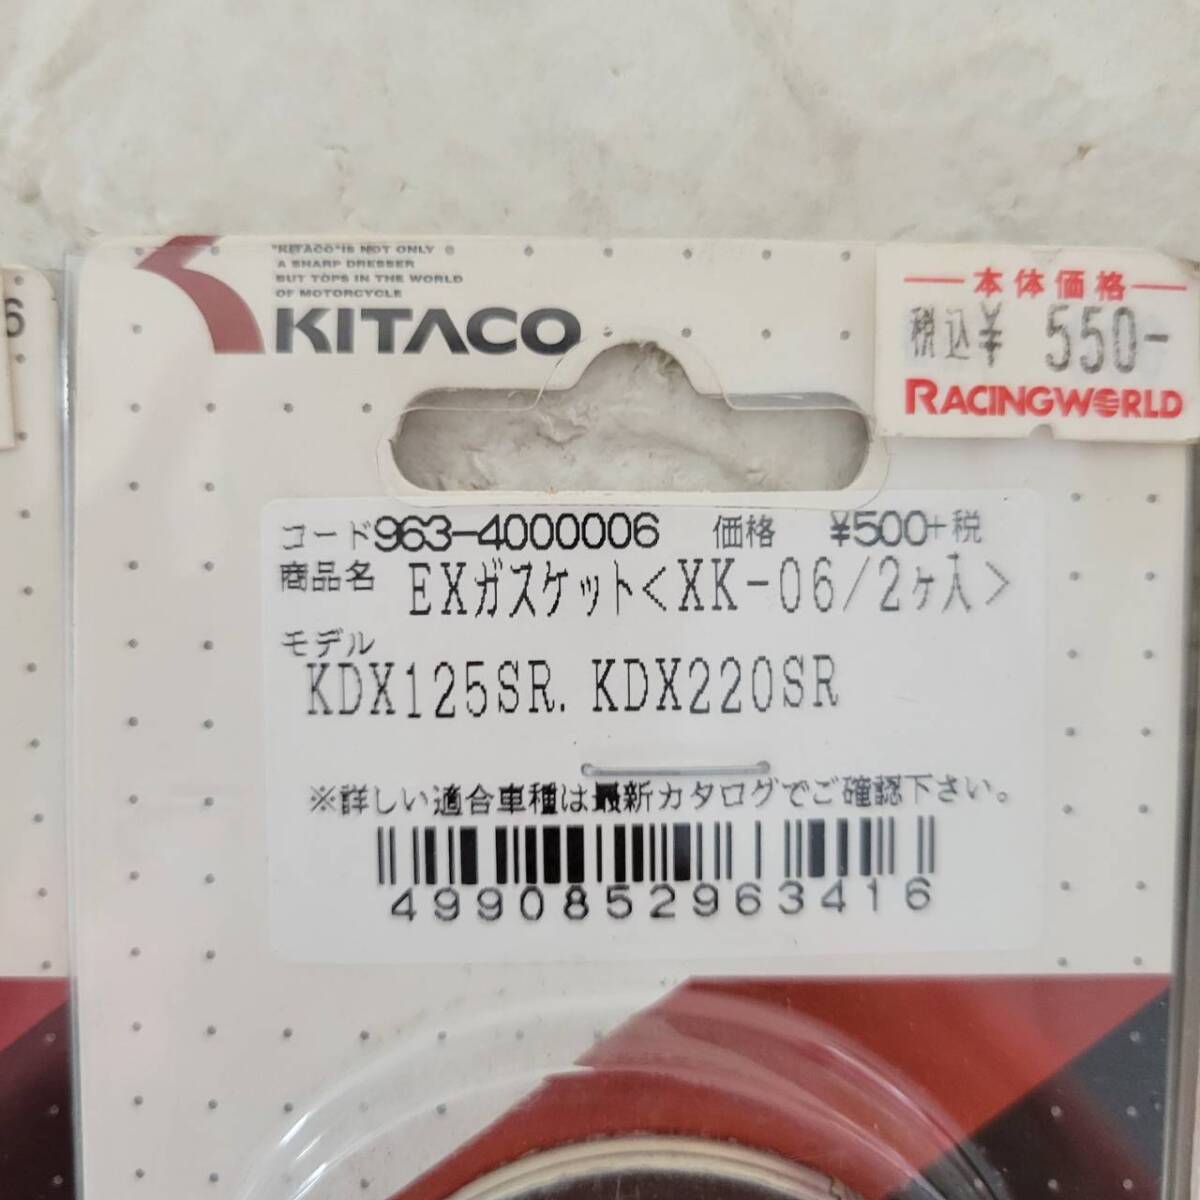 "KITACO"IS NOT ONLY
A SHARP DRESSER
BUT TOPS IN THE WORLD
OF MOTORCYCLE
KITACO
本体価格
税込¥ 550-
RACINGWORLD
6
コード963-4000006 価格 ¥500+税
商品名 EXガスケット<XK-06/2ヶ入>
モデル
KDX125SR. KDX220SR
※詳しい適合車種は最新カタログでご確認下さい。
4990852963416